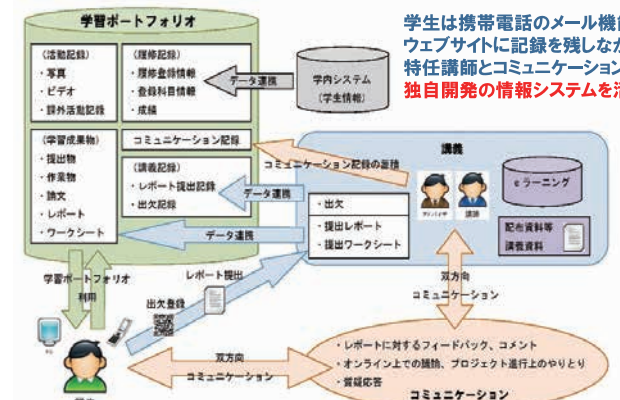 学習ポートフォリオ
学生は携帯電話のメール機
ウェブサイトに記録を残しなが
特任講師とコミュニケーション
独自開発の情報システムを
(活動記録)
・写真
・ビデオ
・課外活動記録
(履修記録)
・履修登録情報
・登録科目情報
・成績
データ連携
学内システム
(学生情報)
(学習成果物)
・提出物
・作業物
・論文
・レポート
・ワークシート
コミュニケーション記録
(講義記録)
・レポート提出記録
・出欠記録
コミュニケーション記録の蓄積
データ連携
データ連携
講義
・出欠
・提出レポート
・提出ワークシート
アドバイザ
講師
eラーニング
配布資料等
講義資料
学習ポートフォリオ
利用
レポート提出
出欠登録
双方向
コミュニケーション
双方向
コミュニケーション
・レポートに対するフィードバック、コメント
・オンライン上での議論、プロジェクト進行上のやりとり
・質疑応答
コミュニケーション